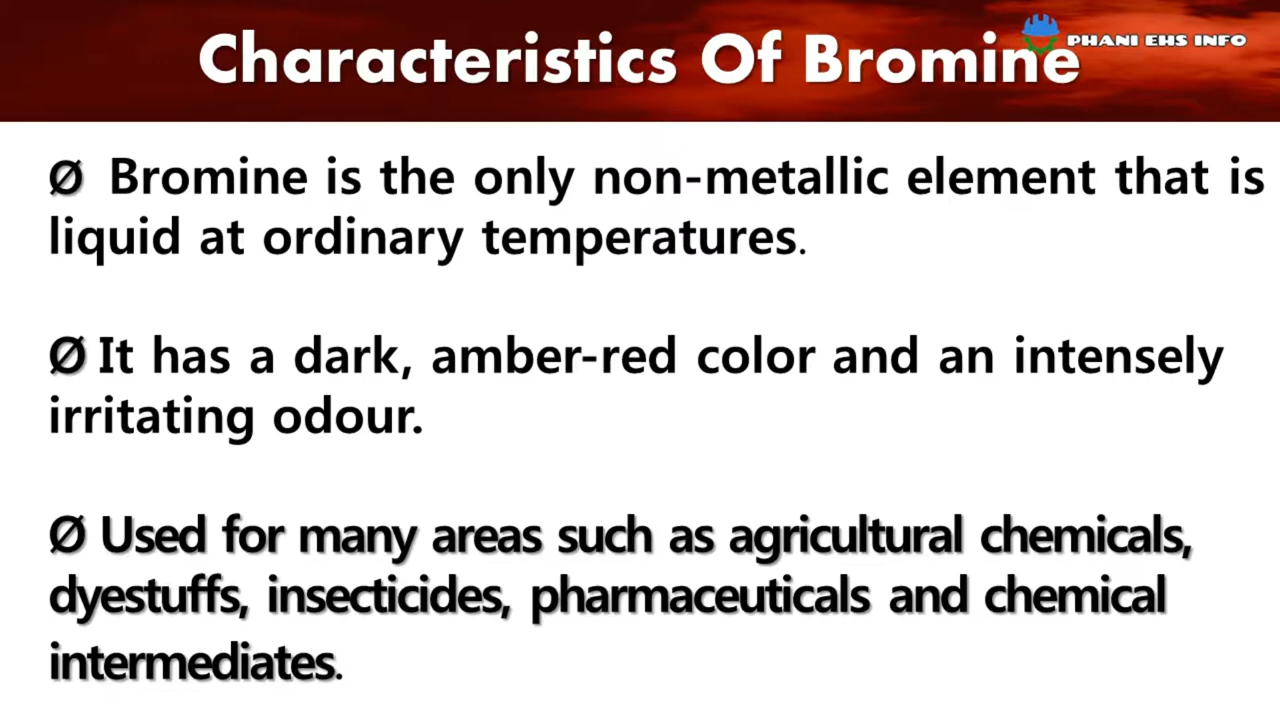 Characteristics Of Bromine
PHANI EHS INFO
Ø Bromine is the only non-metallic element that is
liquid at ordinary temperatures.
Ø It has a dark, amber-red color and an intensely
irritating odour.
Ø Used for many areas such as agricultural chemicals,
dyestuffs, insecticides, pharmaceuticals and chemical
intermediates.